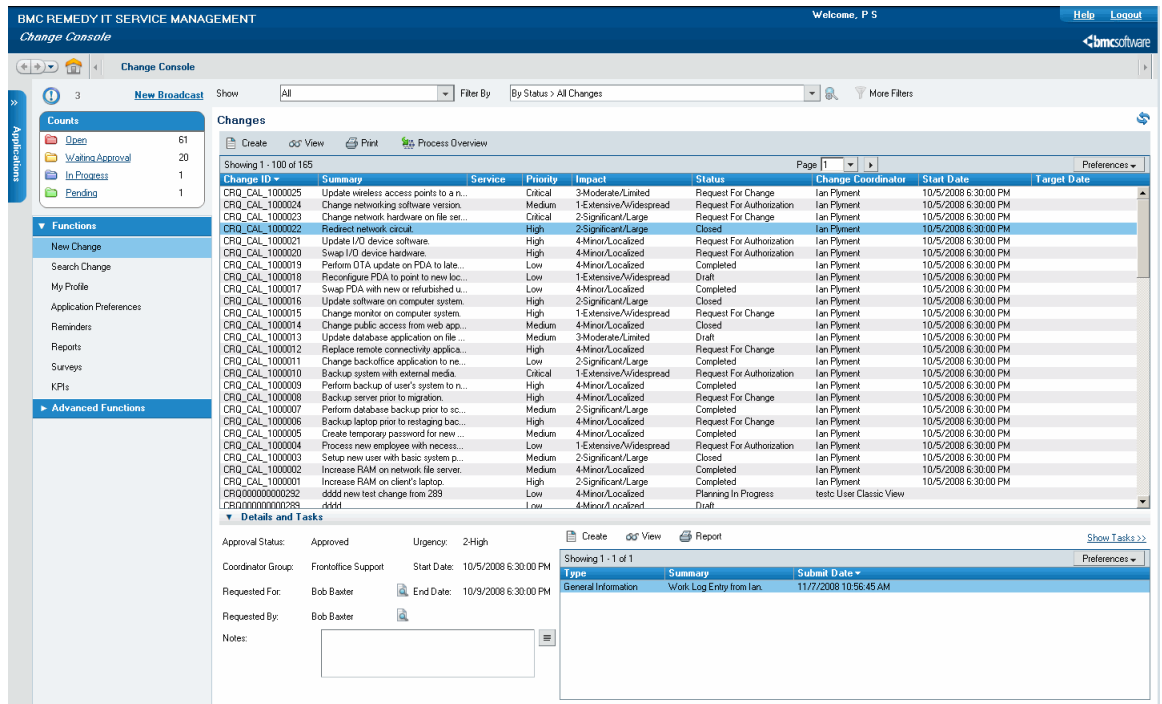 BMC REMEDY IT SERVICE MANAGEMENT
Welcome, P S
Help Logout
Change Console
bmcsoftware
Change Console
3 New Broadcast
Show All Filter By By Status > All Changes More Filters
Applications
Counts
Open 61
Waiting Approval 20
In Progress 1
Pending 1
Functions
New Change
Search Change
My Profile
Application Preferences
Reminders
Reports
Surveys
KPIs
Advanced Functions
Changes
Create View Print Process Overview
Showing 1 - 100 of 165 Page 1 Preferences
Change ID Summary Service Priority Impact Status Change Coordinator Start Date Target Date
CRQ_CAL_1000025 Update wireless access points to a n... Critical 3-Moderate/Limited Request For Change Ian Plyment 10/5/2008 6:30:00 PM
CRQ_CAL_1000024 Change networking software version. Medium 1-Extensive/Widespread Request For Authorization Ian Plyment 10/5/2008 6:30:00 PM
CRQ_CAL_1000023 Change network hardware on file ser... Critical 2-Significant/Large Request For Change Ian Plyment 10/5/2008 6:30:00 PM
CRQ_CAL_1000022 Redirect network circuit. High 2-Significant/Large Closed Ian Plyment 10/5/2008 6:30:00 PM
CRQ_CAL_1000021 Update I/O device software. High 4-Minor/Localized Request For Authorization Ian Plyment 10/5/2008 6:30:00 PM
CRQ_CAL_1000020 Swap I/O device hardware. High 4-Minor/Localized Request For Authorization Ian Plyment 10/5/2008 6:30:00 PM
CRQ_CAL_1000019 Perform OTA update on PDA to late... Low 4-Minor/Localized Completed Ian Plyment 10/5/2008 6:30:00 PM
CRQ_CAL_1000018 Reconfigure PDA to point to new loc... Low 1-Extensive/Widespread Draft Ian Plyment 10/5/2008 6:30:00 PM
CRQ_CAL_1000017 Swap PDA with new or refurbished u... Low 4-Minor/Localized Completed Ian Plyment 10/5/2008 6:30:00 PM
CRQ_CAL_1000016 Update software on computer system. High 2-Significant/Large Closed Ian Plyment 10/5/2008 6:30:00 PM
CRQ_CAL_1000015 Change monitor on computer system. High 1-Extensive/Widespread Request For Change Ian Plyment 10/5/2008 6:30:00 PM
CRQ_CAL_1000014 Change public access from web app... Medium 4-Minor/Localized Closed Ian Plyment 10/5/2008 6:30:00 PM
CRQ_CAL_1000013 Update database application on file ... Medium 3-Moderate/Limited Draft Ian Plyment 10/5/2008 6:30:00 PM
CRQ_CAL_1000012 Replace remote connectivity applica... High 4-Minor/Localized Request For Change Ian Plyment 10/5/2008 6:30:00 PM
CRQ_CAL_1000011 Change backoffice application to ne... Low 2-Significant/Large Completed Ian Plyment 10/5/2008 6:30:00 PM
CRQ_CAL_1000010 Backup system with external media. Critical 1-Extensive/Widespread Request For Authorization Ian Plyment 10/5/2008 6:30:00 PM
CRQ_CAL_1000009 Perform backup of user's system to n... High 4-Minor/Localized Completed Ian Plyment 10/5/2008 6:30:00 PM
CRQ_CAL_1000008 Backup server prior to migration. High 4-Minor/Localized Request For Change Ian Plyment 10/5/2008 6:30:00 PM
CRQ_CAL_1000007 Perform database backup prior to sc... Medium 2-Significant/Large Completed Ian Plyment 10/5/2008 6:30:00 PM
CRQ_CAL_1000006 Backup laptop prior to restaging bac... High 4-Minor/Localized Request For Change Ian Plyment 10/5/2008 6:30:00 PM
CRQ_CAL_1000005 Create temporary password for new ... Medium 4-Minor/Localized Completed Ian Plyment 10/5/2008 6:30:00 PM
CRQ_CAL_1000004 Process new employee with necess... Low 1-Extensive/Widespread Request For Authorization Ian Plyment 10/5/2008 6:30:00 PM
CRQ_CAL_1000003 Setup new user with basic system p... Medium 2-Significant/Large Closed Ian Plyment 10/5/2008 6:30:00 PM
CRQ_CAL_1000002 Increase RAM on network file server. Medium 4-Minor/Localized Completed Ian Plyment 10/5/2008 6:30:00 PM
CRQ_CAL_1000001 Increase RAM on client's laptop. High 2-Significant/Large Completed Ian Plyment 10/5/2008 6:30:00 PM
CRQ000000000292 dddd new test change from 289 Low 4-Minor/Localized Planning In Progress testc User Classic View
CRQ000000000289 dddd Low 4-Minor/Localized Draft
Details and Tasks
Approval Status: Approved Urgency: 2-High
Coordinator Group: Frontoffice Support Start Date: 10/5/2008 6:30:00 PM
Requested For: Bob Baxter End Date: 10/9/2008 6:30:00 PM
Requested By: Bob Baxter
Notes:
Create View Report Show Tasks >>
Showing 1 - 1 of 1 Preferences
Type Summary Submit Date
General Information Work Log Entry from Ian. 11/7/2008 10:56:45 AM